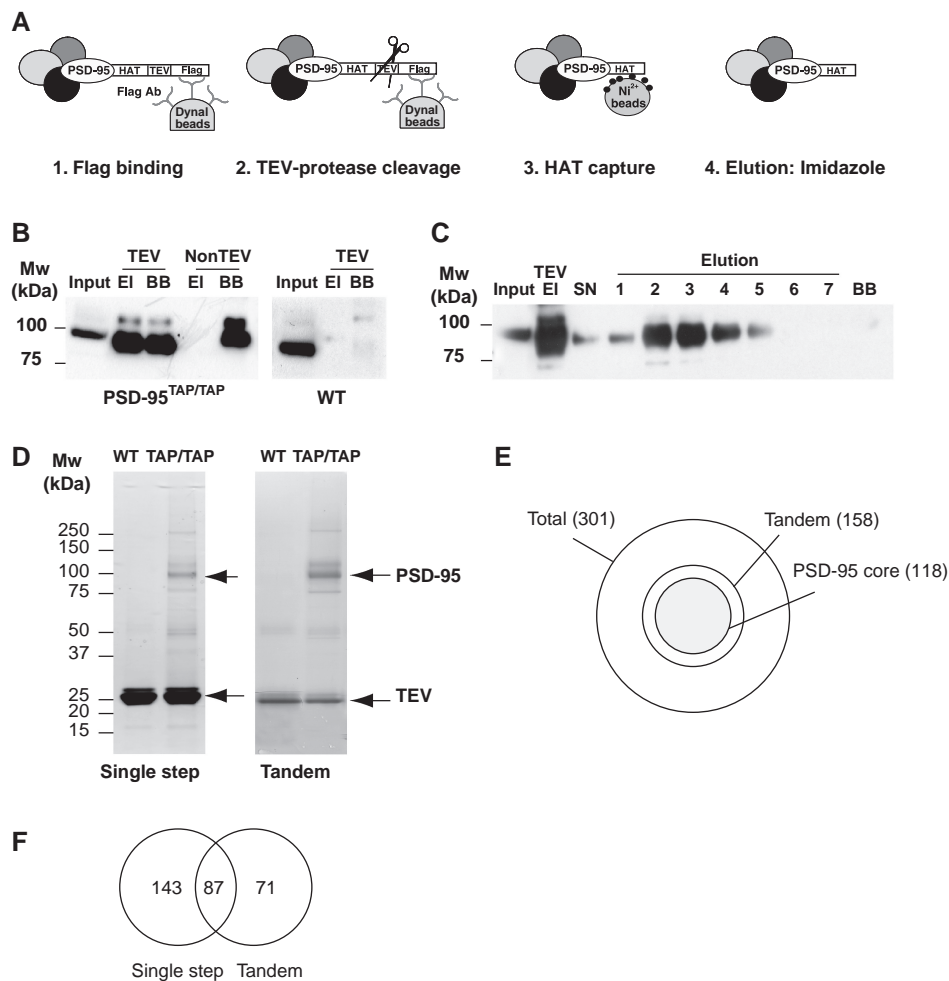 A
PSD-95 HAT TEV Flag
Flag Ab
Dynal
beads
PSD-95 HAT TEV Flag
Dynal
beads
PSD-95 HAT
Ni2+
beads
PSD-95 HAT
1. Flag binding
2. TEV-protease cleavage
3. HAT capture
4. Elution: Imidazole
B
Mw
(kDa)
TEV NonTEV
Input El BB El BB
TEV
Input El BB
100
75
PSD-95TAP/TAP
WT
C
Mw
(kDa)
TEV Elution
Input El SN 1 2 3 4 5 6 7 BB
100
75
D
Mw
(kDa)
WT TAP/TAP
WT TAP/TAP
250
150
100
75
50
37
25
20
15
PSD-95
TEV
Single step
Tandem
E
Total (301)
Tandem (158)
PSD-95 core (118)
F
143 87 71
Single step Tandem